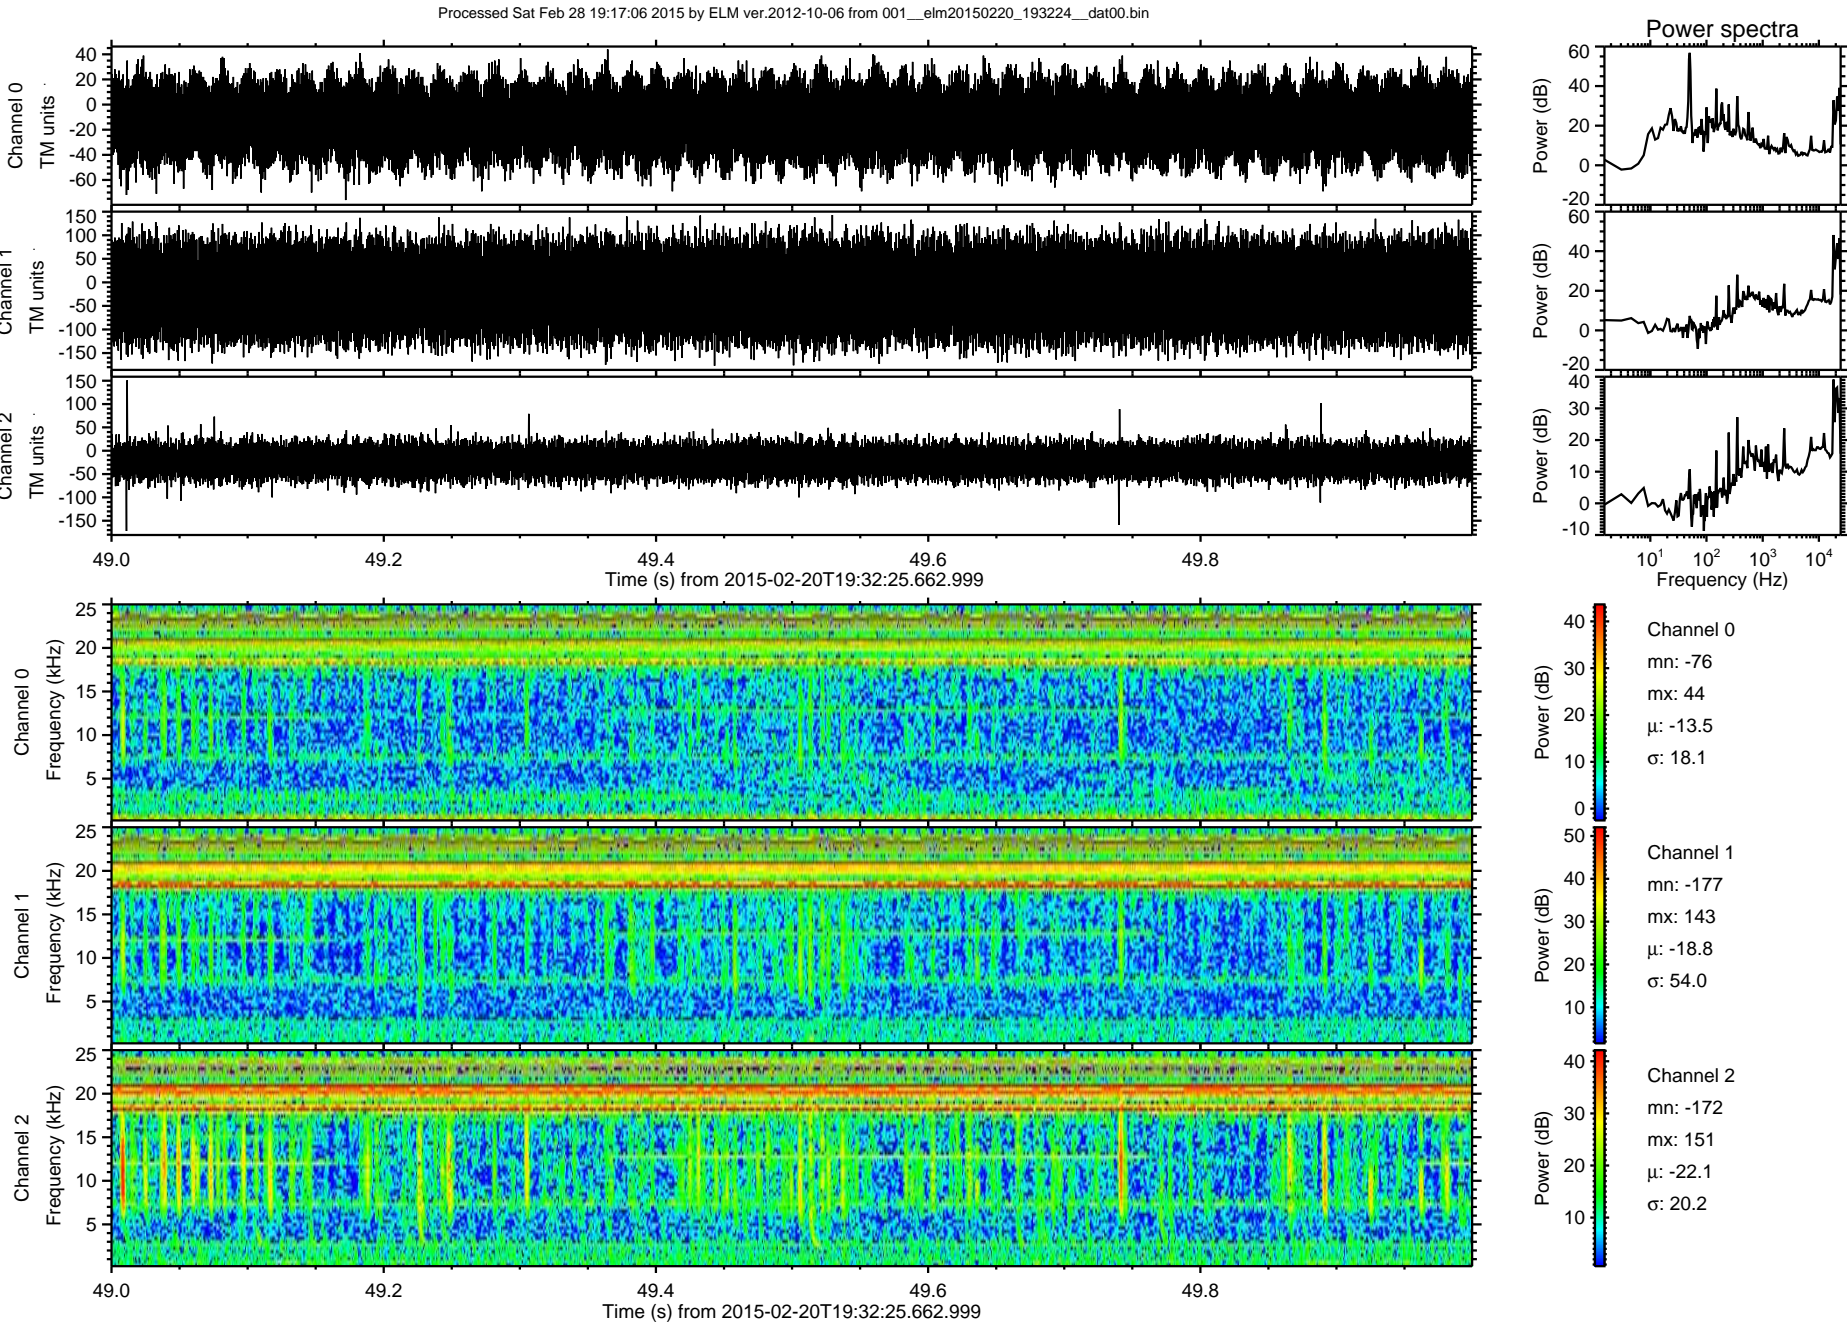 Processed Sat Feb 28 19:17:06 2015 by ELM ver.2012-10-06 from 001__elm20150220_193224__dat00.bin
Power spectra
Channel 0
TM units
40
20
0
-20
-40
-60
Power (dB)
60
40
20
0
-20
Channel 1
TM units
150
100
50
0
-50
-100
-150
Power (dB)
60
40
20
0
-20
Channel 2
TM units
150
100
50
0
-50
-100
-150
Power (dB)
40
30
20
10
0
-10
49.0 49.2 49.4 49.6 49.8
Time (s) from 2015-02-20T19:32:25.662.999
10¹ 10² 10³ 10⁴
Frequency (Hz)
Channel 0
Frequency (kHz)
25
20
15
10
5
Power (dB)
40
30
20
10
0
Channel 0
mn: -76
mx: 44
μ: -13.5
σ: 18.1
Channel 1
Frequency (kHz)
25
20
15
10
5
Power (dB)
50
40
30
20
10
Channel 1
mn: -177
mx: 143
μ: -18.8
σ: 54.0
Channel 2
Frequency (kHz)
25
20
15
10
5
Power (dB)
40
30
20
10
Channel 2
mn: -172
mx: 151
μ: -22.1
σ: 20.2
49.0 49.2 49.4 49.6 49.8
Time (s) from 2015-02-20T19:32:25.662.999